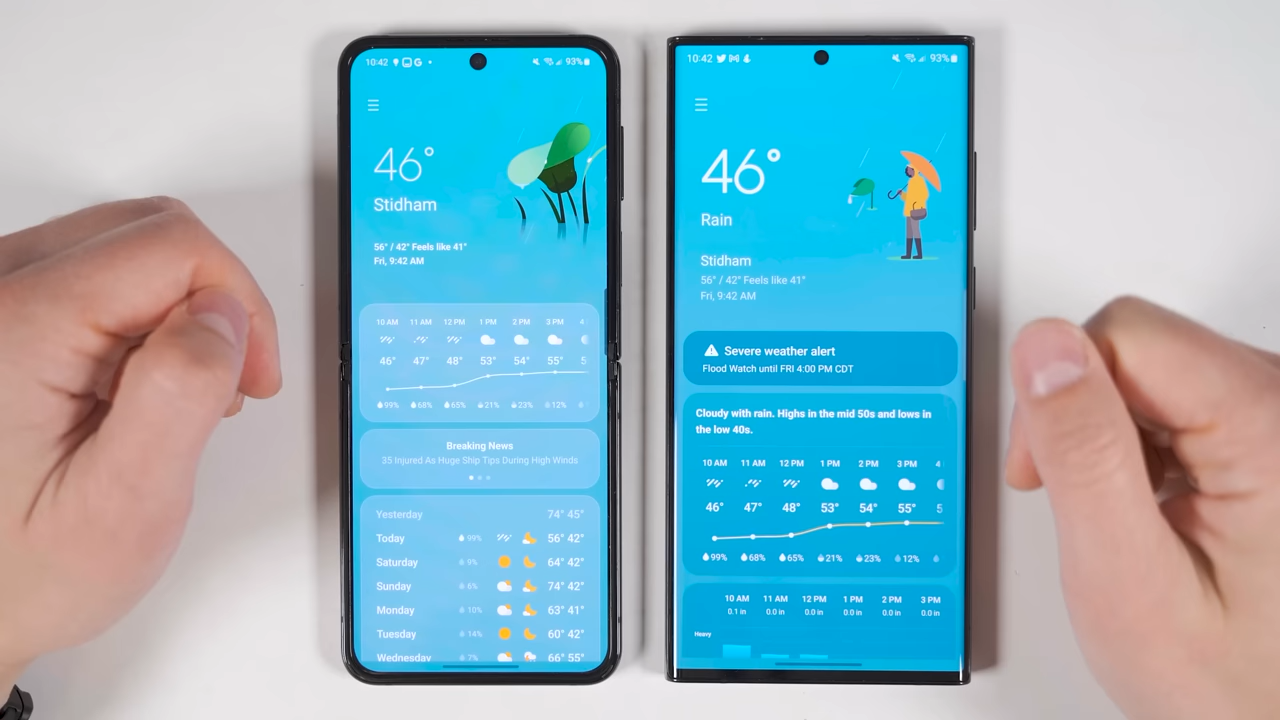 10:42 G 93%
46°
Stidham
56° / 42° Feels like 41°
Fri, 9:42 AM
10 AM 11 AM 12 PM 1 PM 2 PM 3 PM 4
46° 47° 48° 53° 54° 55° 5
99% 68% 65% 21% 23% 12%
Breaking News
35 Injured As Huge Ship Tips During High Winds
Yesterday 74° 45°
Today 99% 56° 42°
Saturday 9% 64° 42°
Sunday 6% 74° 42°
Monday 10% 63° 41°
Tuesday 14% 60° 42°
Wednesday 7% 66° 55°
10:42 93%
46°
Rain
Stidham
56° / 42° Feels like 41°
Fri, 9:42 AM
Severe weather alert
Flood Watch until FRI 4:00 PM CDT
Cloudy with rain. Highs in the mid 50s and lows in
the low 40s.
10 AM 11 AM 12 PM 1 PM 2 PM 3 PM 4
46° 47° 48° 53° 54° 55° 5
99% 68% 65% 21% 23% 12%
10 AM 11 AM 12 PM 1 PM 2 PM 3 PM
0.1 in 0.0 in 0.0 in 0.0 in 0.0 in 0.0 in
Heavy